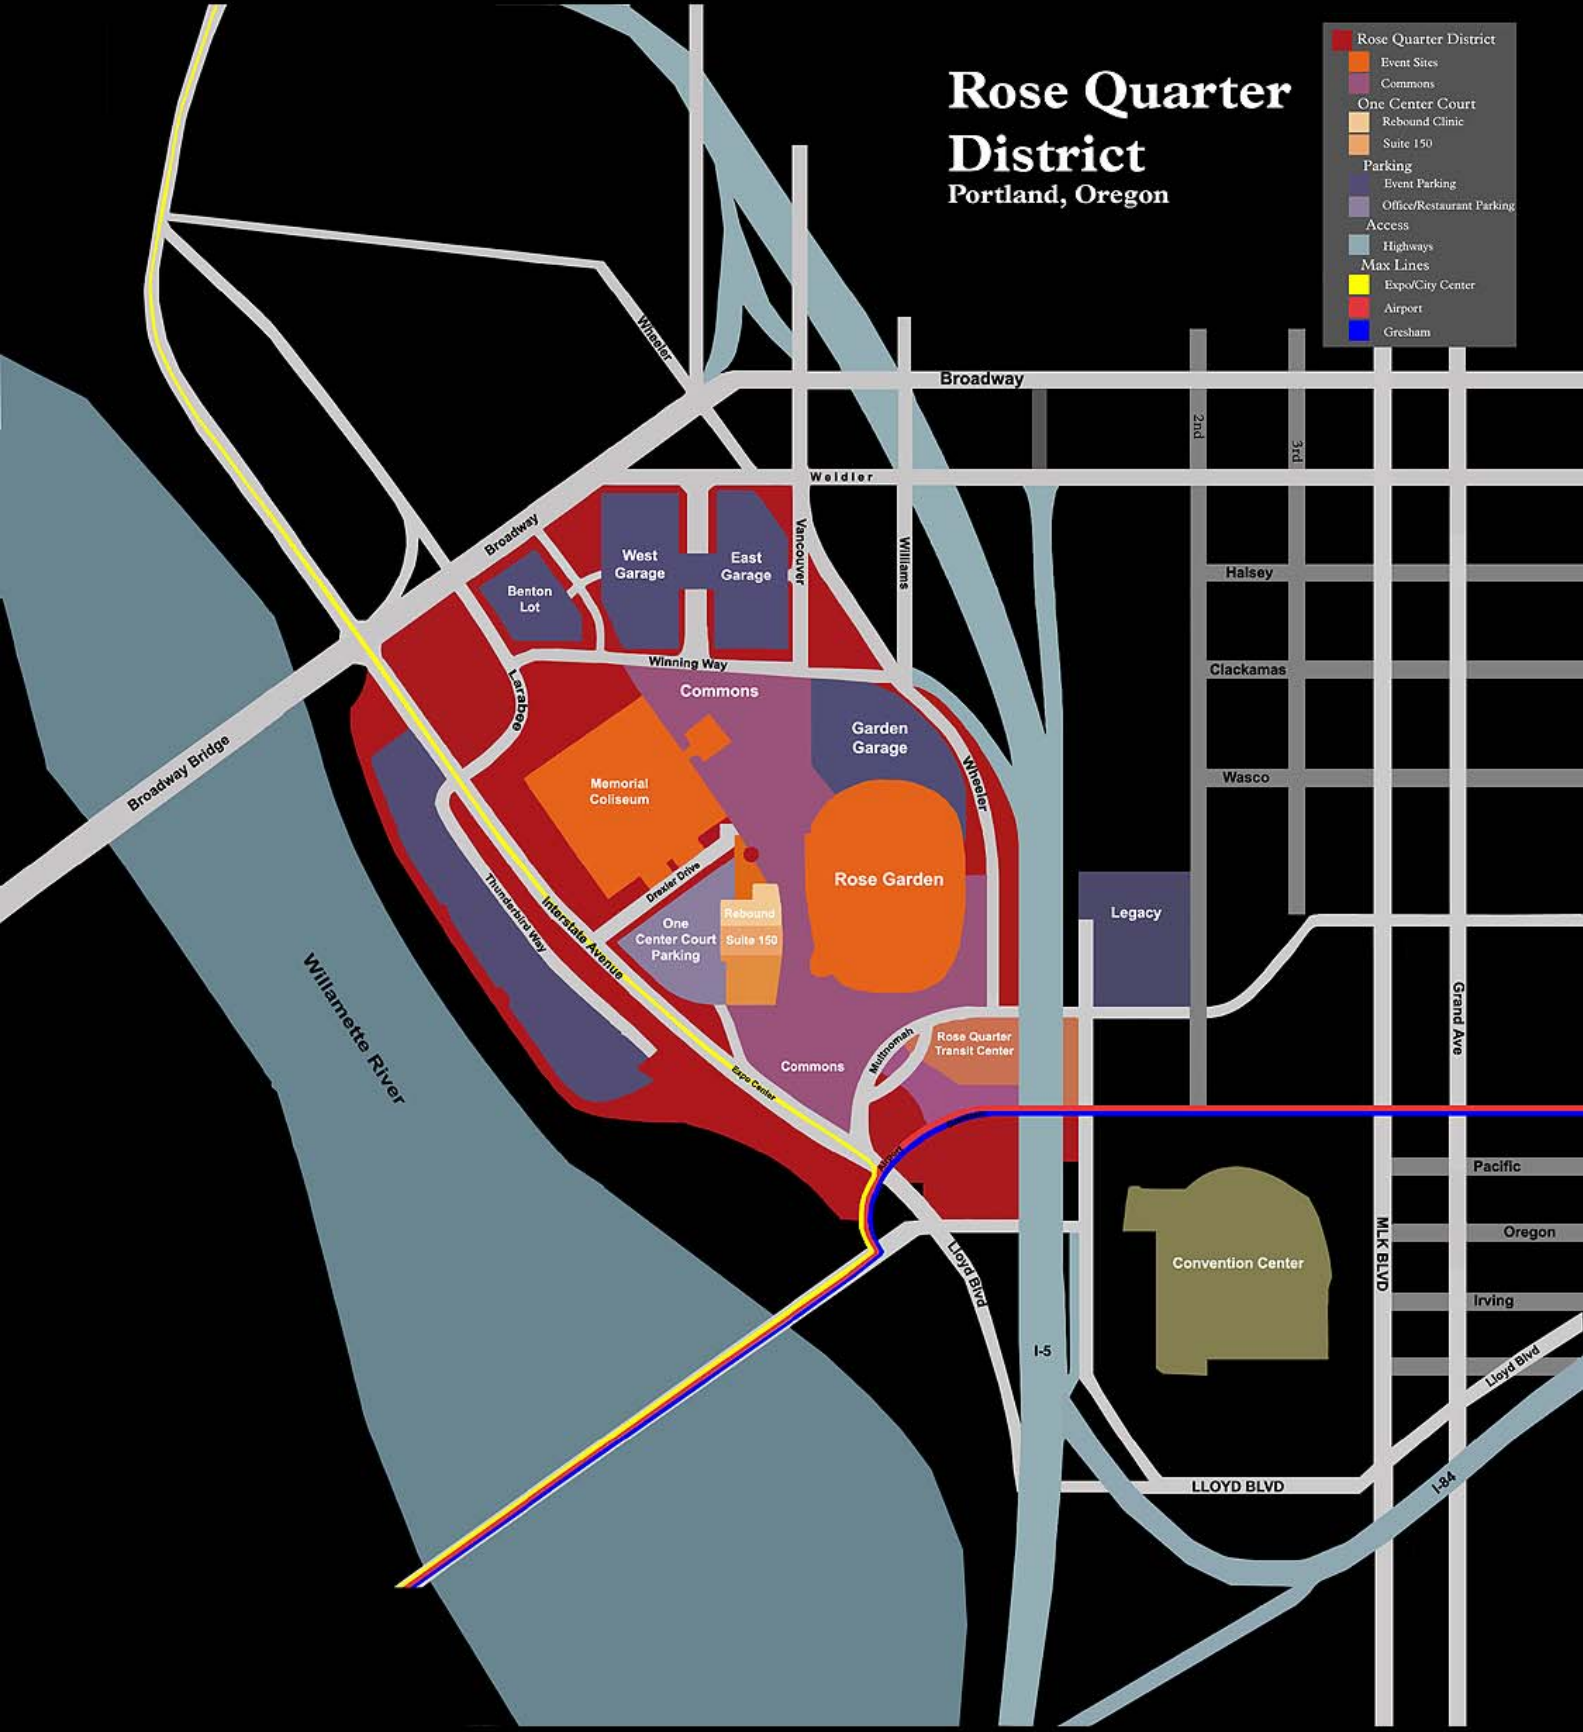 Rose Quarter
District
Portland, Oregon
Rose Quarter District
Event Sites
Commons
One Center Court
Rebound Clinic
Suite 150
Parking
Event Parking
Office/Restaurant Parking
Access
Highways
Max Lines
Expo/City Center
Airport
Gresham
Wheeler
Broadway
2nd
3rd
Weldler
Broadway
Vancouver
Williams
West
Garage
East
Garage
Benton
Lot
Halsey
Winning Way
Clackamas
Commons
Larabee
Garden
Garage
Broadway Bridge
Memorial
Coliseum
Wheeler
Wasco
Drexler Drive
Rose Garden
Thunderbird Way
Interstate Avenue
One
Center Court
Parking
Rebound
Suite 150
Legacy
Willamette River
Grand Ave
Multnomah
Rose Quarter
Transit Center
Commons
Expo Center
Airport
Pacific
Oregon
MLK BLVD
Convention Center
Lloyd Blvd
Irving
I-5
Lloyd Blvd
LLOYD BLVD
I-84